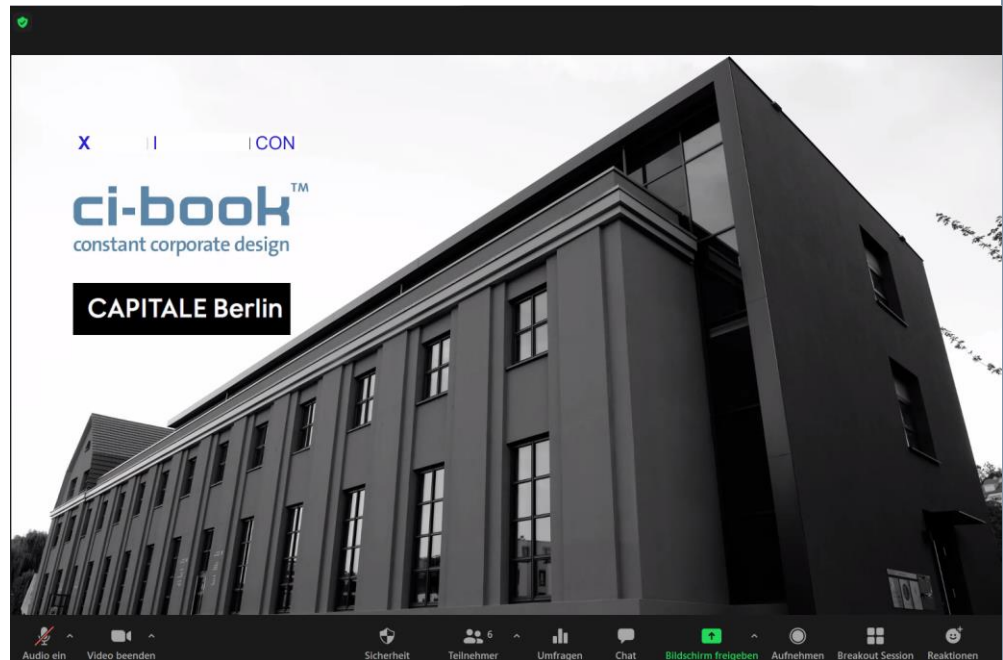 X I ICON
ci-book™
constant corporate design
CAPITALE Berlin
6
Audio ein Video beenden Sicherheit Teilnehmer Umfragen Chat Bildschirm freigeben Aufnehmen Breakout Session Reaktionen